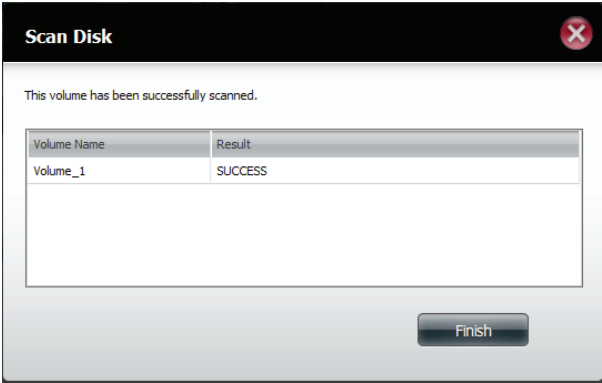 Scan Disk
This volume has been successfully scanned.
Volume Name Result
Volume_1 SUCCESS
Finish